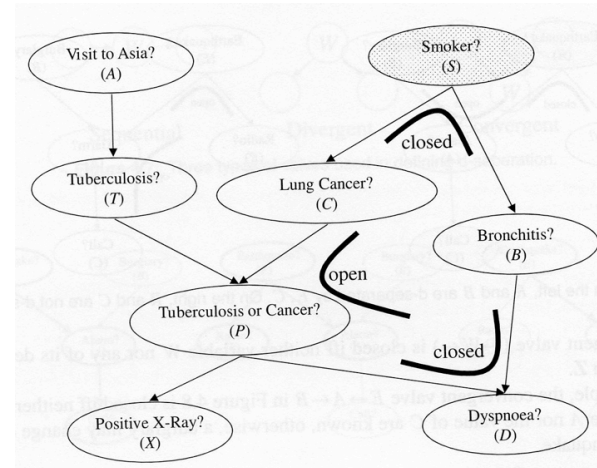 Visit to Asia?
(A)
Smoker?
(S)
closed
Tuberculosis?
(T)
Lung Cancer?
(C)
Bronchitis?
(B)
open
Tuberculosis or Cancer?
(P)
closed
Positive X-Ray?
(X)
Dyspnoea?
(D)